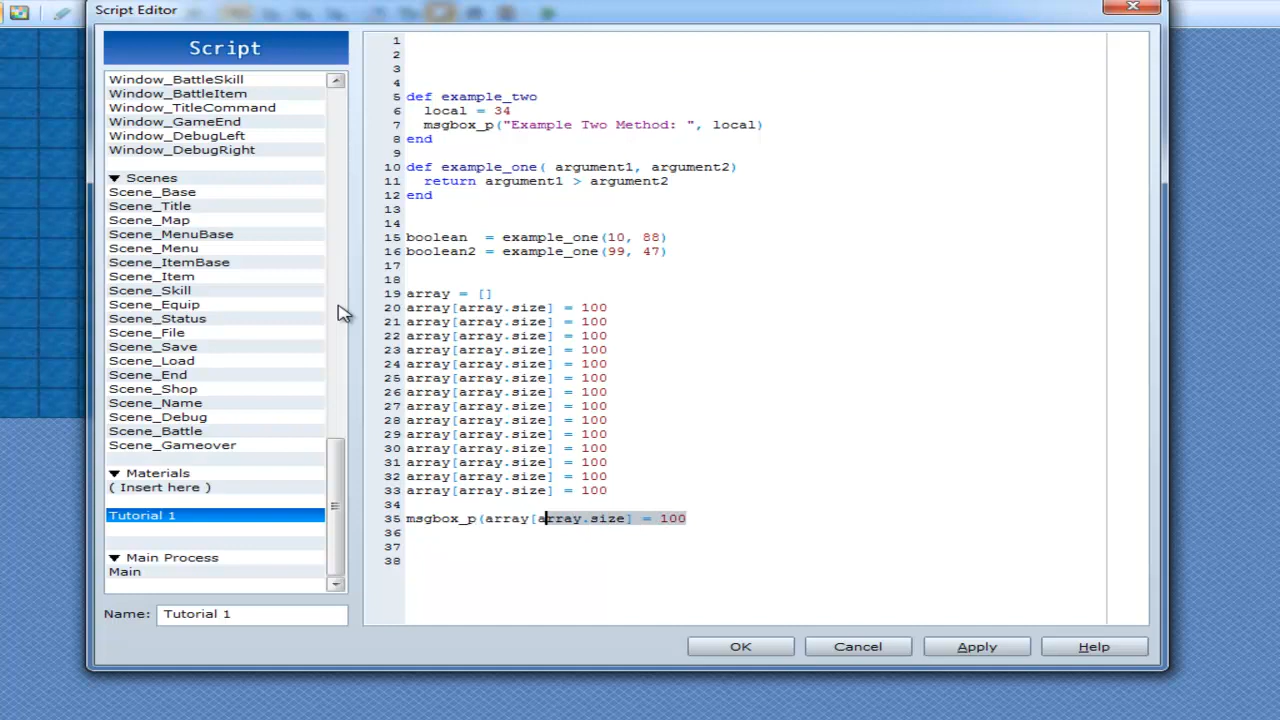 Script Editor
Script
Window_BattleSkill
Window_BattleItem
Window_TitleCommand
Window_GameEnd
Window_DebugLeft
Window_DebugRight
Scenes
Scene_Base
Scene_Title
Scene_Map
Scene_MenuBase
Scene_Menu
Scene_ItemBase
Scene_Item
Scene_Skill
Scene_Equip
Scene_Status
Scene_File
Scene_Save
Scene_Load
Scene_End
Scene_Shop
Scene_Name
Scene_Debug
Scene_Battle
Scene_Gameover
Materials
( Insert here )
Tutorial 1
Main Process
Main
Name: Tutorial 1
1
2
3
4
5 def example_two
6 local = 34
7 msgbox_p("Example Two Method: ", local)
8 end
9
10 def example_one( argument1, argument2)
11 return argument1 > argument2
12 end
13
14
15 boolean = example_one(10, 88)
16 boolean2 = example_one(99, 47)
17
18
19 array = []
20 array[array.size] = 100
21 array[array.size] = 100
22 array[array.size] = 100
23 array[array.size] = 100
24 array[array.size] = 100
25 array[array.size] = 100
26 array[array.size] = 100
27 array[array.size] = 100
28 array[array.size] = 100
29 array[array.size] = 100
30 array[array.size] = 100
31 array[array.size] = 100
32 array[array.size] = 100
33 array[array.size] = 100
34
35 msgbox_p(array[array.size] = 100
36
37
38
OK Cancel Apply Help